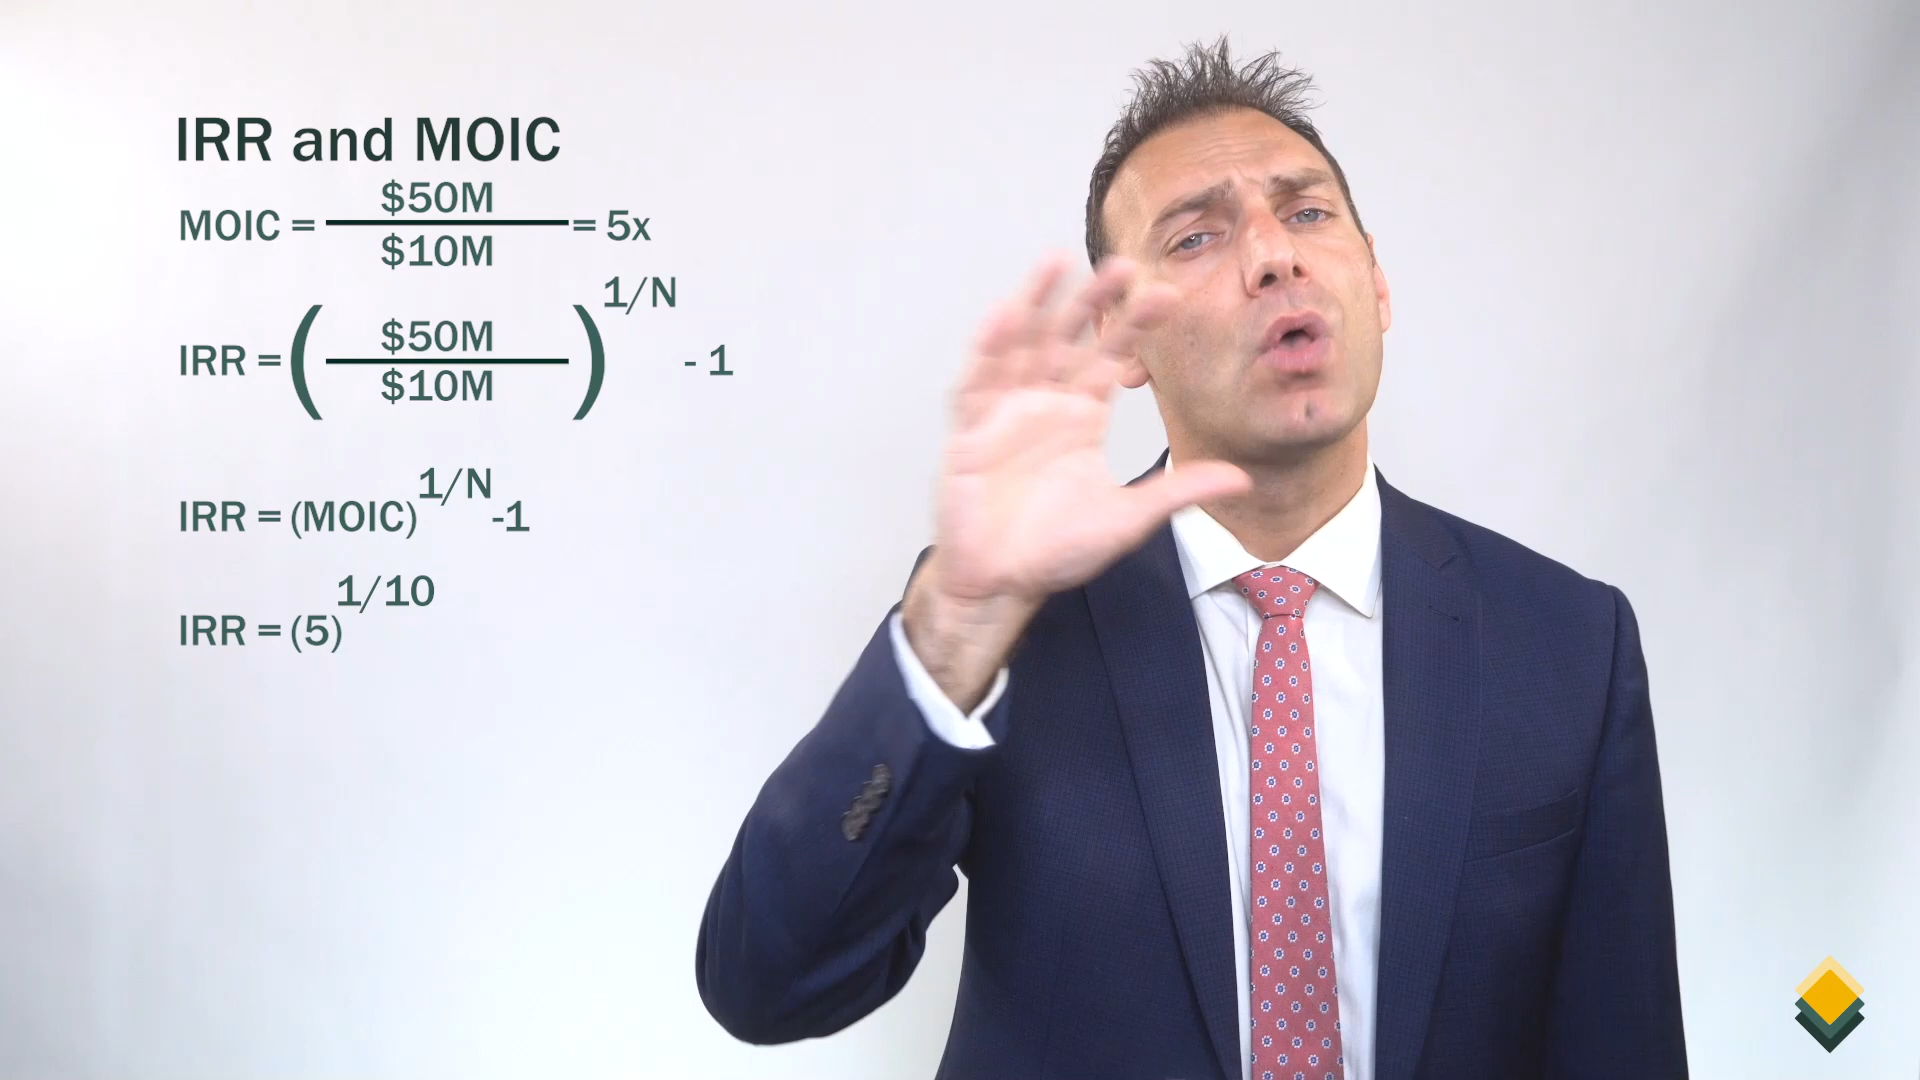 IRR and MOIC
$50M
MOIC = = 5x
$10M
1/N
$50M
IRR = ( ) - 1
$10M
1/N
IRR = (MOIC) -1
1/10
IRR = (5)